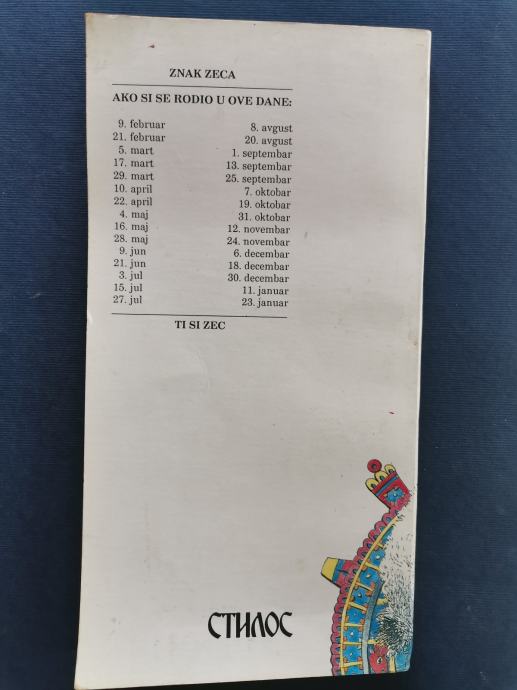 ZNAK ZECA
AKO SI SE RODIO U OVE DANE:
9. februar
21. februar
5. mart
17. mart
29. mart
10. april
22. april
4. maj
16. maj
28. maj
9. jun
21. jun
3. jul
15. jul
27. jul
8. avgust
20. avgust
1. septembar
13. septembar
25. septembar
7. oktobar
19. oktobar
31. oktobar
12. novembar
24. novembar
6. decembar
18. decembar
30. decembar
11. januar
23. januar
TI SI ZEC
СТИЛОС